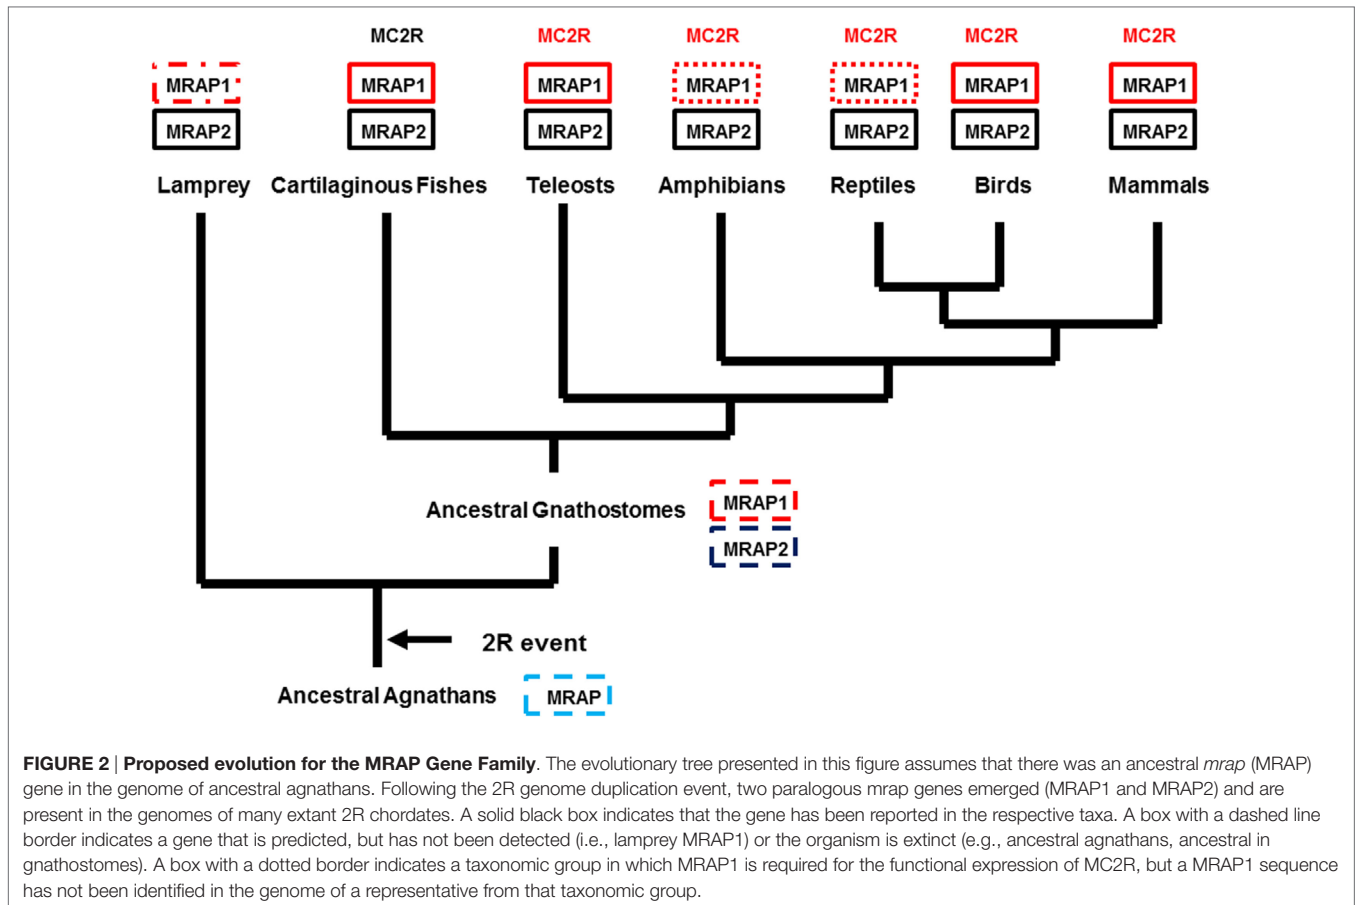 MC2R MC2R MC2R MC2R MC2R MC2R
MRAP1 MRAP1 MRAP1 MRAP1 MRAP1 MRAP1 MRAP1
MRAP2 MRAP2 MRAP2 MRAP2 MRAP2 MRAP2 MRAP2
Lamprey Cartilaginous Fishes Teleosts Amphibians Reptiles Birds Mammals
Ancestral Gnathostomes MRAP1
MRAP2
2R event
Ancestral Agnathans MRAP
FIGURE 2 | Proposed evolution for the MRAP Gene Family. The evolutionary tree presented in this figure assumes that there was an ancestral mrap (MRAP)
gene in the genome of ancestral agnathans. Following the 2R genome duplication event, two paralogous mrap genes emerged (MRAP1 and MRAP2) and are
present in the genomes of many extant 2R chordates. A solid black box indicates that the gene has been reported in the respective taxa. A box with a dashed line
border indicates a gene that is predicted, but has not been detected (i.e., lamprey MRAP1) or the organism is extinct (e.g., ancestral agnathans, ancestral in
gnathostomes). A box with a dotted border indicates a taxonomic group in which MRAP1 is required for the functional expression of MC2R, but a MRAP1 sequence
has not been identified in the genome of a representative from that taxonomic group.